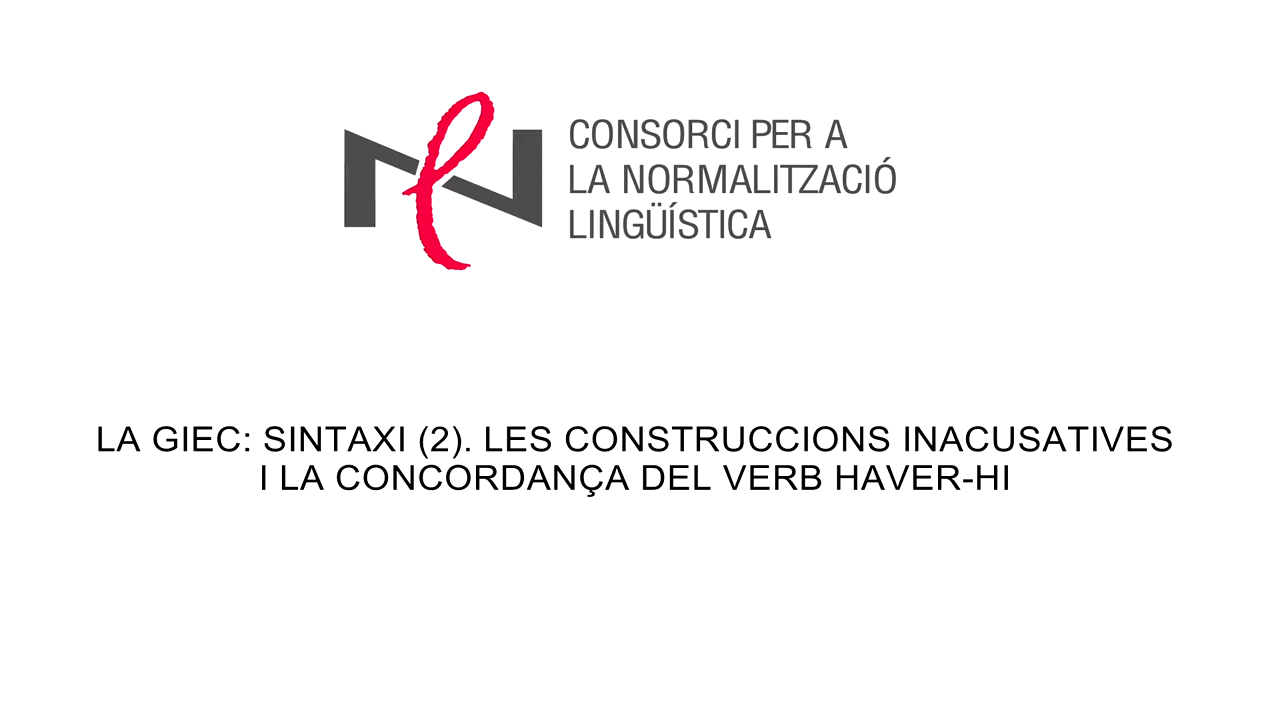 CONSORCI PER A
LA NORMALITZACIÓ
LINGÜÍSTICA
LA GIEC: SINTAXI (2). LES CONSTRUCCIONS INACUSATIVES
I LA CONCORDANÇA DEL VERB HAVER-HI